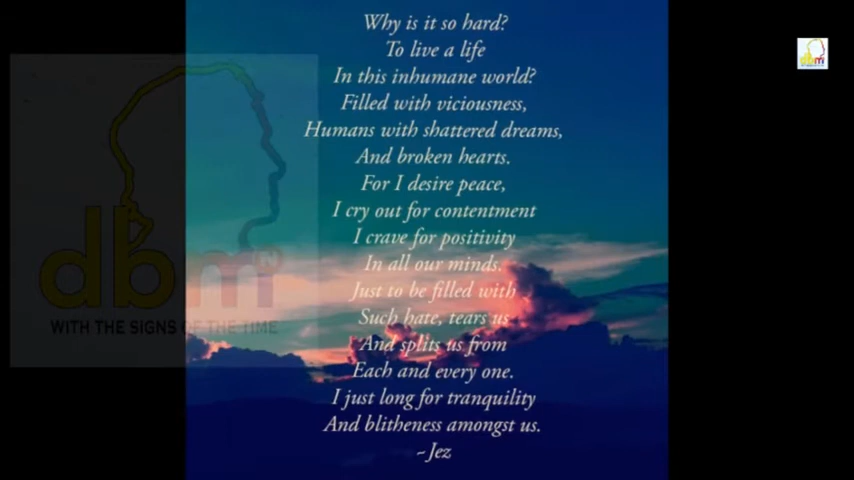 Why is it so hard?
To live a life
In this inhumane world?
Filled with viciousness,
Humans with shattered dreams,
And broken hearts.
For I desire peace,
I cry out for contentment
I crave for positivity
In all our minds.
Just to be filled with
Such hate, tears us
And splits us from
Each and every one.
I just long for tranquility
And blitheness amongst us.
~Jez
dbm
WITH THE SIGNS OF THE TIME
dbm